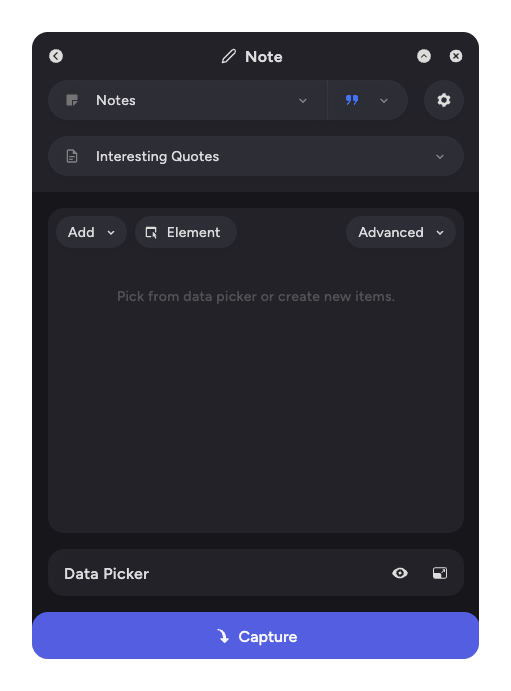 Note
Notes
Interesting Quotes
Add Element Advanced
Pick from data picker or create new items.
Data Picker
Capture